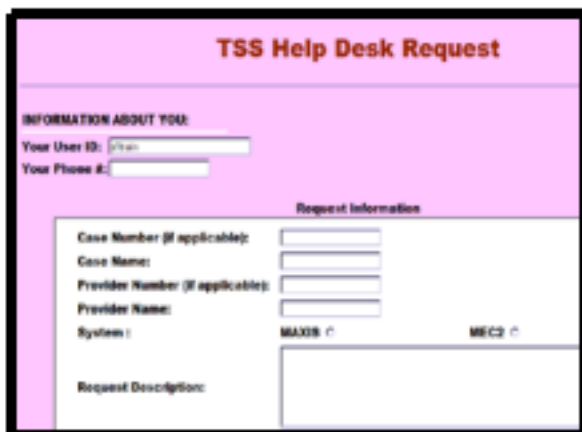 TSS Help Desk Request
INFORMATION ABOUT YOU:
Your User ID:
Your Phone #:
Request Information
Case Number (if applicable):
Case Name:
Provider Number (if applicable):
Provider Name:
System : MAXIS MEC2
Request Description: